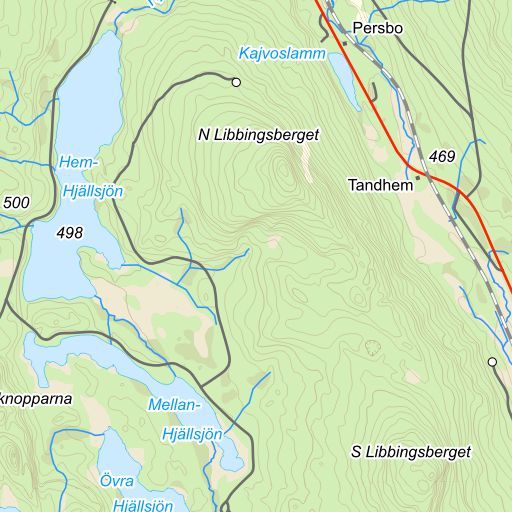 Persbo
Kajvoslamm
N Libbingsberget
469
Hem-
Hjällsjön
Tandhem
500
498
knopparna
Mellan-
Hjällsjön
S Libbingsberget
Övra
Hjällsjön